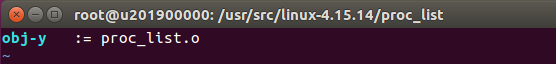 root@u201900000: /usr/src/linux-4.15.14/proc_list
obj-y   := proc_list.o
~